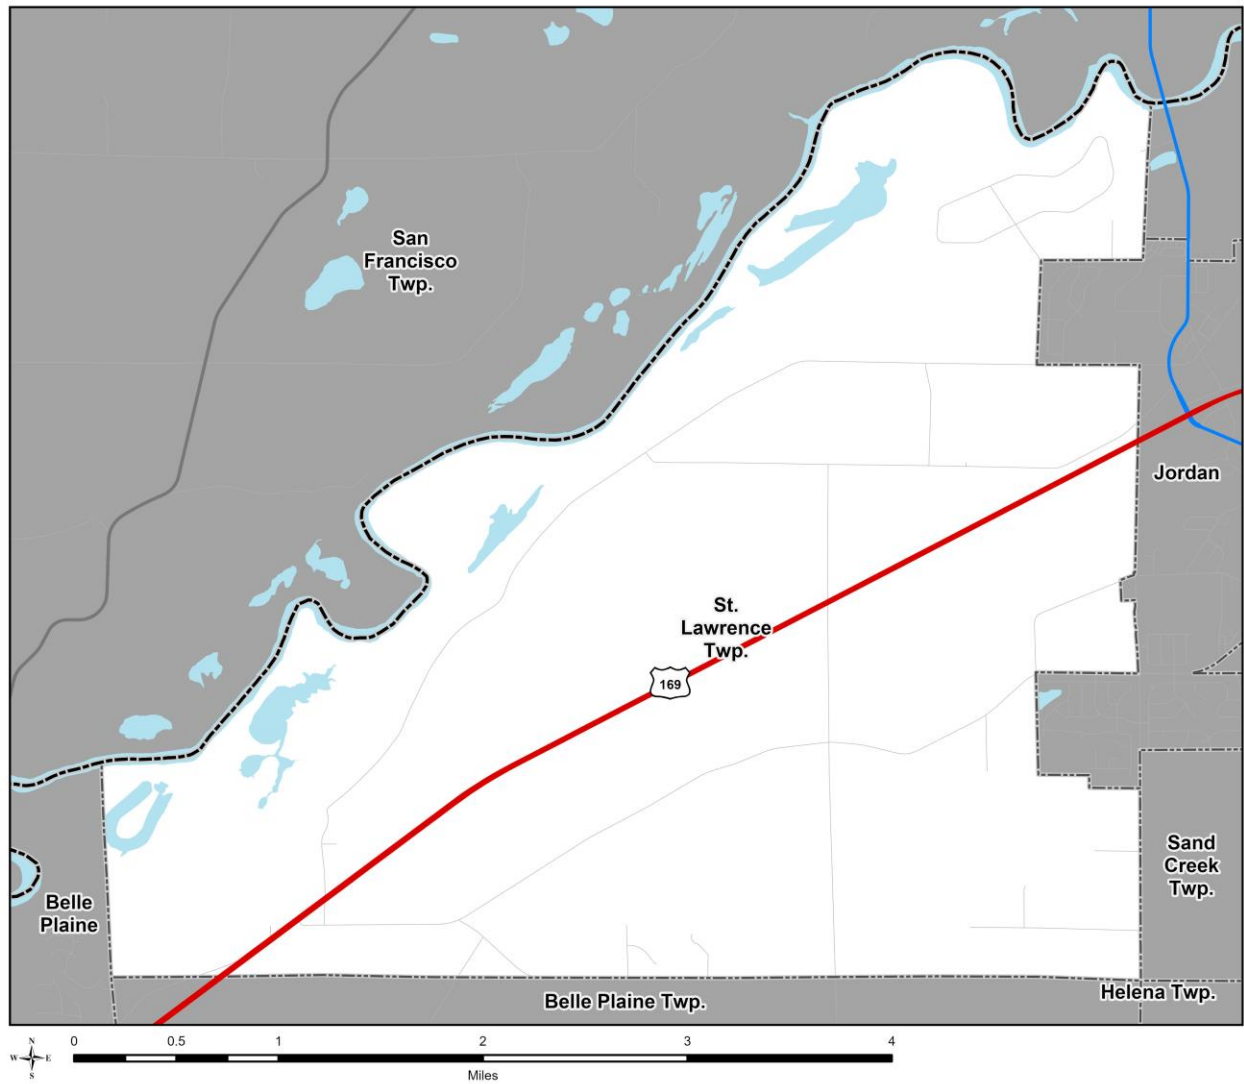 San
Francisco
Twp.
Jordan
St.
Lawrence
Twp.
169
Sand
Creek
Twp.
Belle
Plaine
Belle Plaine Twp.
Helena Twp.
N
W E
S
0 0.5 1 2 3 4
Miles